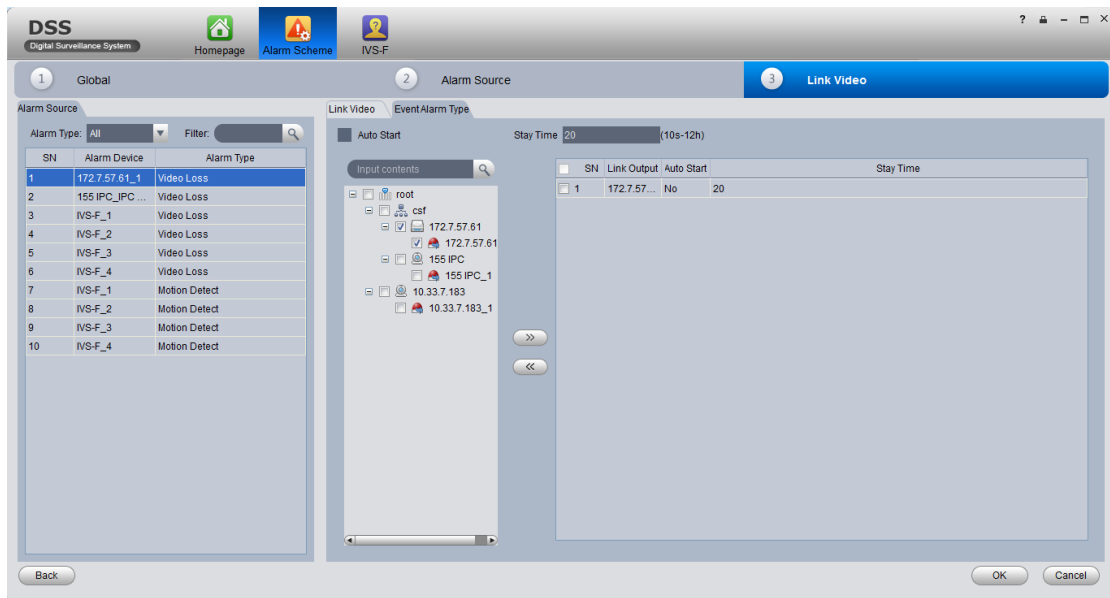 DSS
Digital Surveillance System
Homepage
Alarm Scheme
IVS-F
?
1 Global
2 Alarm Source
3 Link Video
Alarm Source
Alarm Type: All Filter:
SN Alarm Device Alarm Type
1 172.7.57.61_1 Video Loss
2 155 IPC_IPC ... Video Loss
3 IVS-F_1 Video Loss
4 IVS-F_2 Video Loss
5 IVS-F_3 Video Loss
6 IVS-F_4 Video Loss
7 IVS-F_1 Motion Detect
8 IVS-F_2 Motion Detect
9 IVS-F_3 Motion Detect
10 IVS-F_4 Motion Detect
Link Video Event Alarm Type
Auto Start Stay Time 20 (10s-12h)
Input contents
root
csf
172.7.57.61
172.7.57.61
155 IPC
155 IPC_1
10.33.7.183
10.33.7.183_1
>>
<<
SN Link Output Auto Start Stay Time
1 172.7.57... No 20
Back
OK Cancel